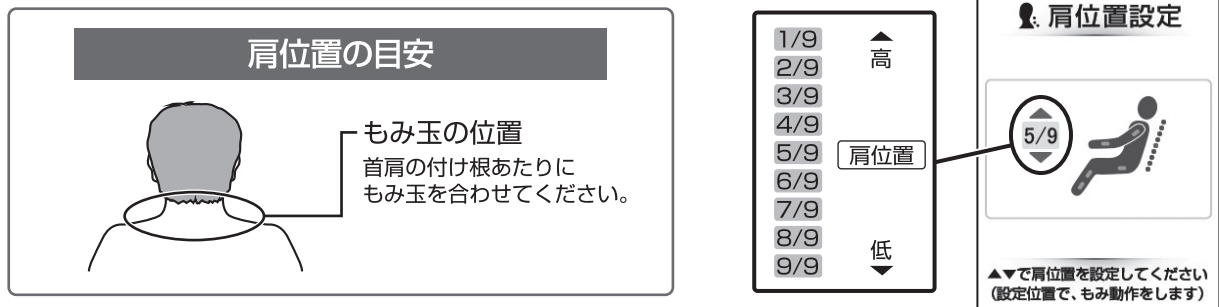 肩位置の目安
もみ玉の位置
首肩の付け根あたりに
もみ玉を合わせてください。
1/9
2/9
3/9
4/9
5/9
6/9
7/9
8/9
9/9
▲
高
肩位置
低
▼
肩位置設定
▲
5/9
▼
▲▼で肩位置を設定してください
(設定位置で、もみ動作をします)